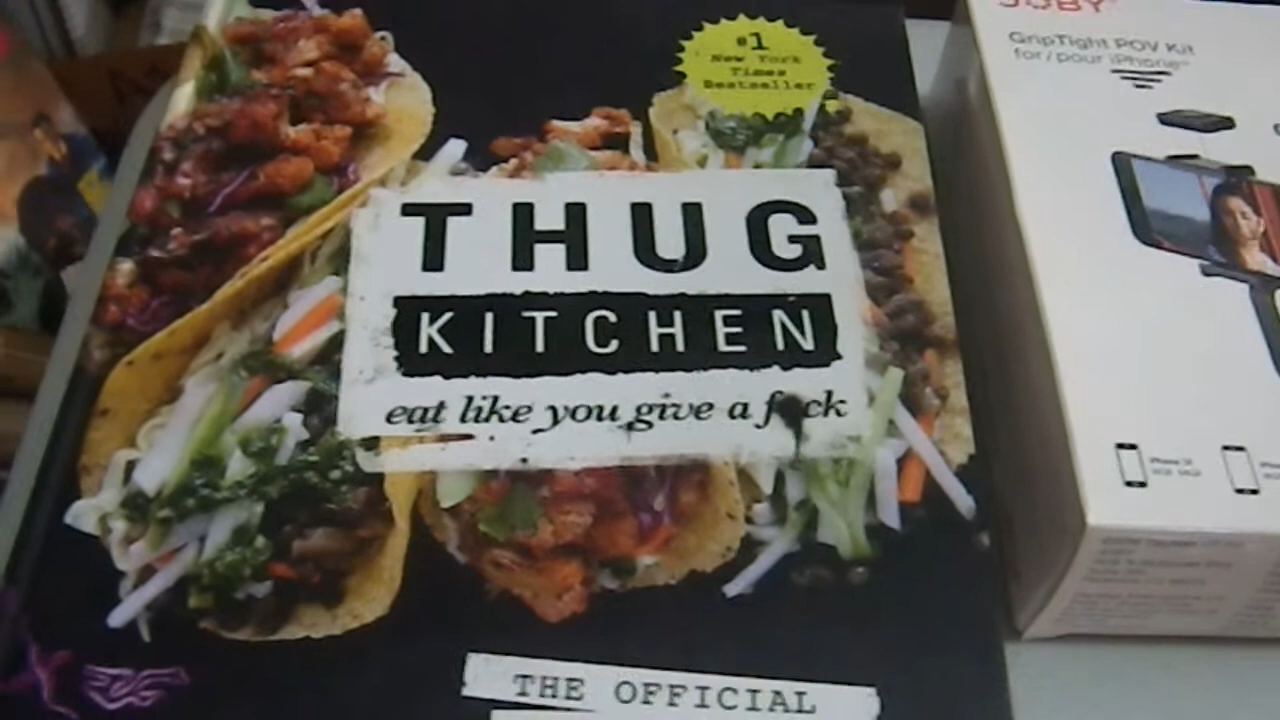 #1
New York
Times
Bestseller
THUG
KITCHEN
eat like you give a f ck
THE OFFICIAL
JOBY
GripTight POV Kit
for/pour iPhone